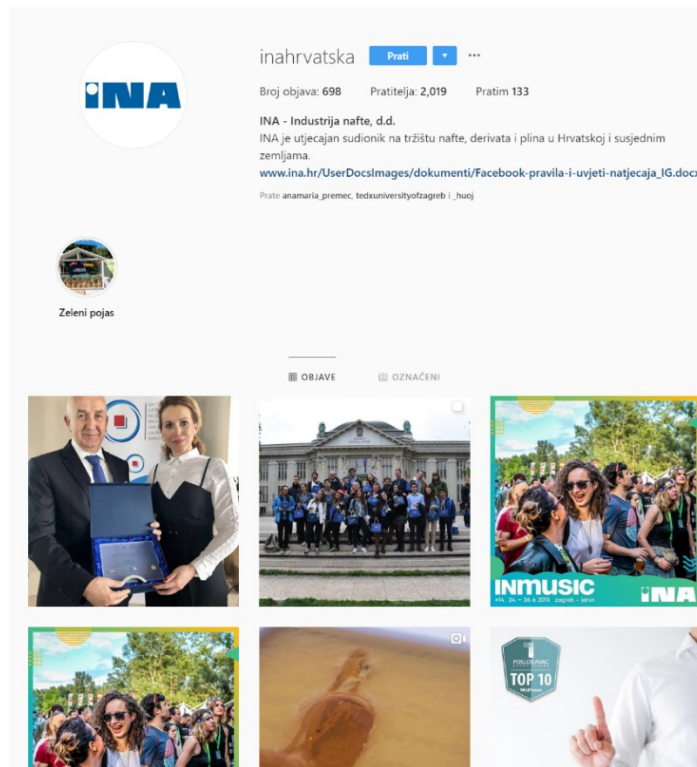 INA
inahrvatska Prati
Broj objava: 698 Pratitelja: 2,019 Pratim 133
INA - Industrija nafte, d.d.
INA je utjecajan sudionik na tržištu nafte, derivata i plina u Hrvatskoj i susjednim
zemljama.
www.ina.hr/UserDocsImages/dokumenti/Facebook-pravila-i-uvjeti-natjecaja_IG.docx
Prate anamaria_premec, tedxuniversityofzagreb i _huoj
Zeleni pojas
OBJAVE OZNAČENI
INMUSIC INA
#14 24. – 26. 6. 2019 zagreb – jarun
1
POSLODAVAC
TOP 10
MojPosao